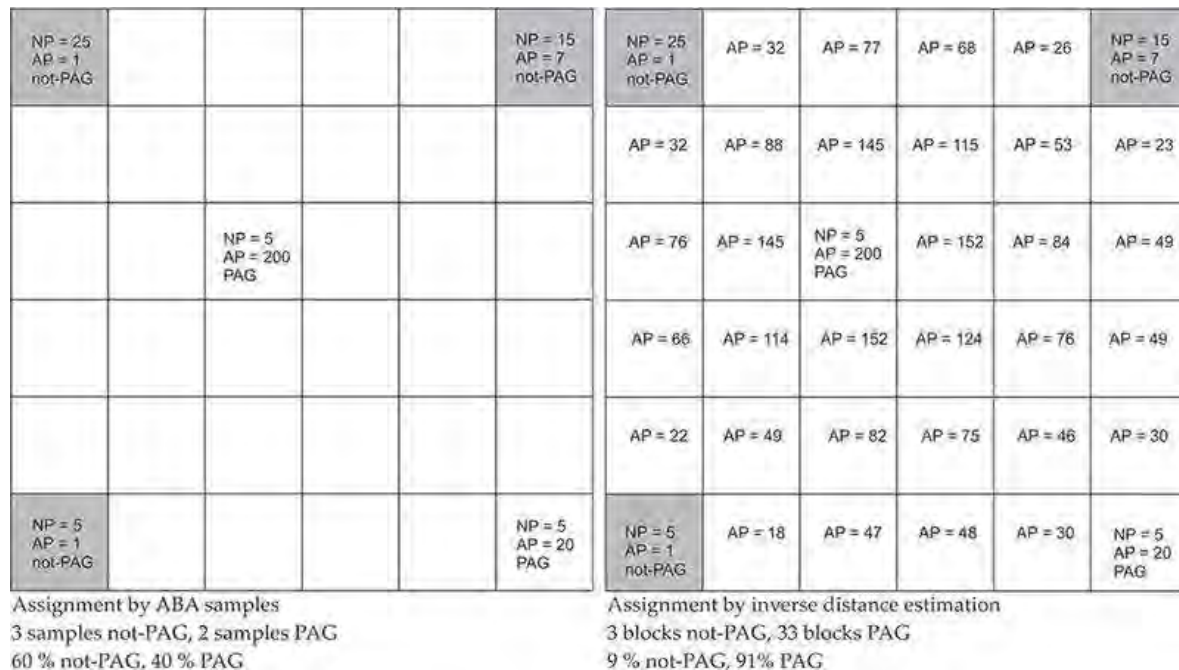 NP = 25
AP = 1
not-PAG
NP = 15
AP = 7
not-PAG
NP = 5
AP = 200
PAG
NP = 5
AP = 1
not-PAG
NP = 5
AP = 20
PAG
Assignment by ABA samples
3 samples not-PAG, 2 samples PAG
60 % not-PAG, 40 % PAG
NP = 25
AP = 1
not-PAG
AP = 32
AP = 77
AP = 68
AP = 26
NP = 15
AP = 7
not-PAG
AP = 32
AP = 88
AP = 145
AP = 115
AP = 53
AP = 23
AP = 76
AP = 145
NP = 5
AP = 200
PAG
AP = 152
AP = 84
AP = 49
AP = 66
AP = 114
AP = 152
AP = 124
AP = 76
AP = 49
AP = 22
AP = 49
AP = 82
AP = 75
AP = 46
AP = 30
NP = 5
AP = 1
not-PAG
AP = 18
AP = 47
AP = 48
AP = 30
NP = 5
AP = 20
PAG
Assignment by inverse distance estimation
3 blocks not-PAG, 33 blocks PAG
9 % not-PAG, 91% PAG